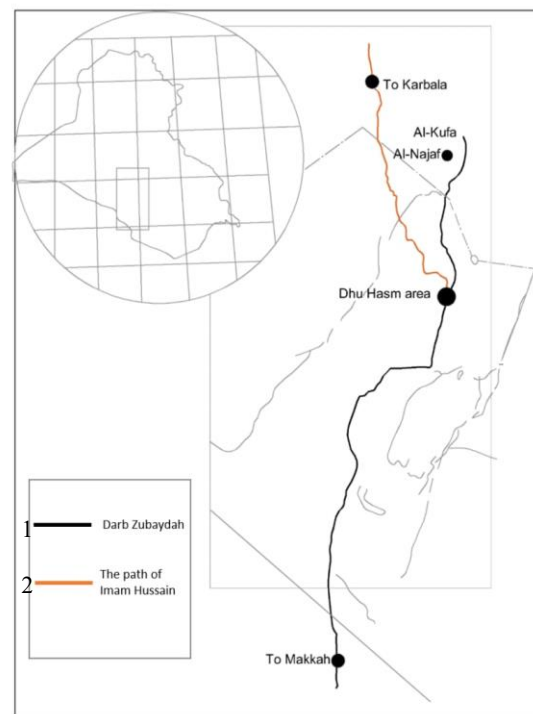 To Karbala
Al-Kufa
Al-Najaf
Dhu Hasm area
1 Darb Zubaydah
2 The path of
Imam Hussain
To Makkah